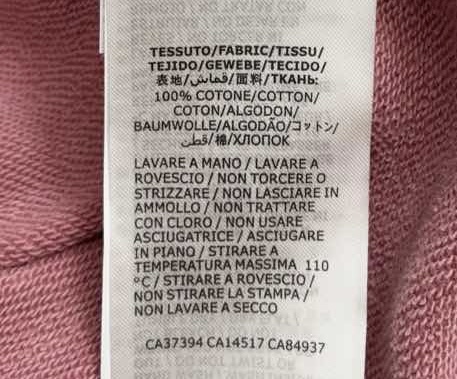 TESSUTO/FABRIC/TISSU/
TEJIDO/GEWEBE/TECIDO/
表地/قماش/面料/ТКАНЬ:
100% COTONE/COTTON/
COTON/ALGODON/
BAUMWOLLE/ALGODÃO/コットン/
قطن/棉/ХЛОПОК
LAVARE A MANO / LAVARE A
ROVESCIO / NON TORCERE O
STRIZZARE / NON LASCIARE IN
AMMOLLO / NON TRATTARE
CON CLORO / NON USARE
ASCIUGATRICE / ASCIUGARE
IN PIANO / STIRARE A
TEMPERATURA MASSIMA 110
°C / STIRARE A ROVESCIO /
NON STIRARE LA STAMPA /
NON LAVARE A SECCO
CA37394 CA14517 CA84937